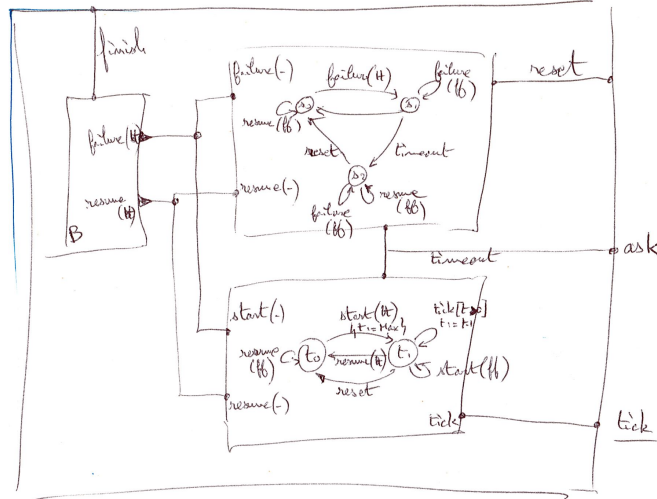 finish
failure(tt)
resume
(tt)
B
failure(-)
failure(tt)
failure
(ff)
s0
s1
resume
(ff)
reset
timeout
s2
resume(-)
failure
(ff)
resume
(ff)
reset
timeout
ask
start(-)
start(tt)
tick[t>0]
resume
(ff)
t0
resume(tt)
t1
start(ff)
reset
resume(-)
tick
tick